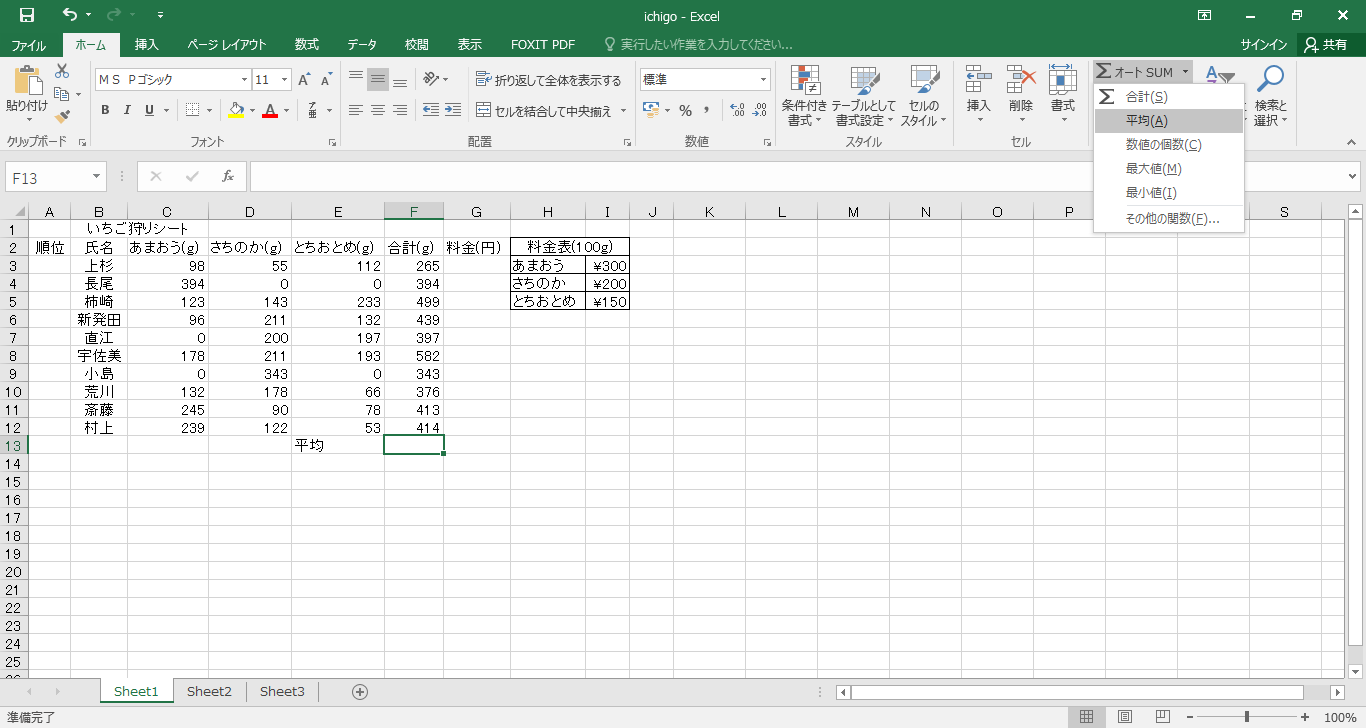 ichigo - Excel
ファイル ホーム 挿入 ページ レイアウト 数式 データ 校閲 表示 FOXIT PDF 実行したい作業を入力してください... サインイン 共有
貼り付け
クリップボード
ＭＳ Ｐゴシック 11
B I U A 亜
フォント
折り返して全体を表示する
セルを結合して中央揃え
配置
標準
% ,
数値
条件付き書式 テーブルとして書式設定 セルのスタイル
スタイル
挿入 削除 書式
セル
Σ オート SUM
検索と選択
Σ 合計(S)
平均(A)
数値の個数(C)
最大値(M)
最小値(I)
その他の関数(F)...
F13 fx
A B C D E F G H I J K L M N O P S
1 いちご狩りシート
2 順位 氏名 あまおう(g) さちのか(g) とちおとめ(g) 合計(g) 料金(円) 料金表(100g)
3 上杉 98 55 112 265 あまおう ¥300
4 長尾 394 0 0 394 さちのか ¥200
5 柿崎 123 143 233 499 とちおとめ ¥150
6 新発田 96 211 132 439
7 直江 0 200 197 397
8 宇佐美 178 211 193 582
9 小島 0 343 0 343
10 荒川 132 178 66 376
11 斎藤 245 90 78 413
12 村上 239 122 53 414
13 平均
14
15
16
17
18
19
20
21
22
23
24
25
Sheet1 Sheet2 Sheet3
準備完了 100%